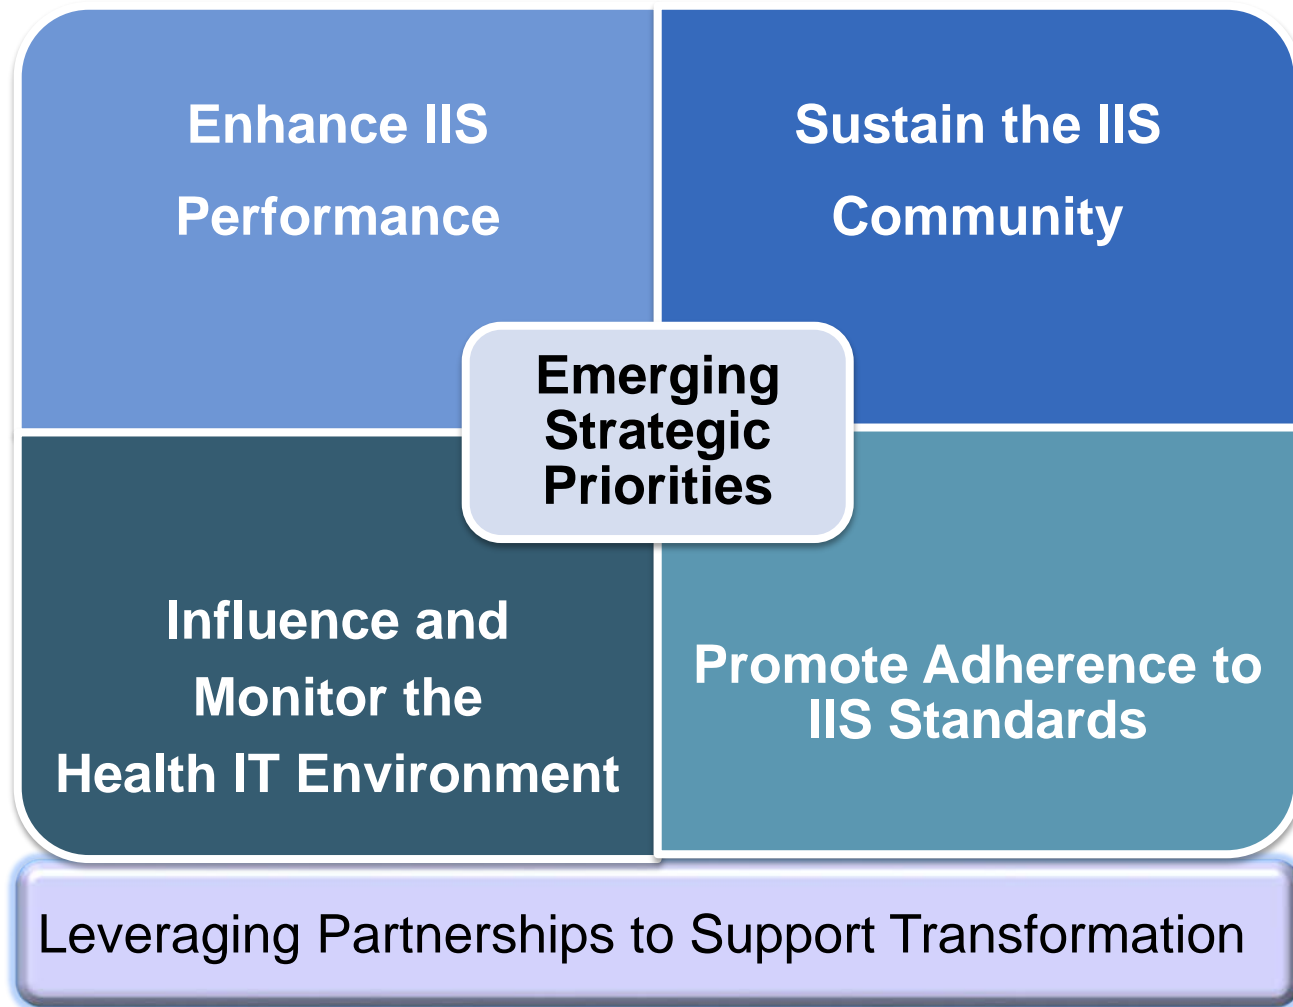 Enhance IIS
Performance
Sustain the IIS
Community
Emerging
Strategic
Priorities
Influence and
Monitor the
Health IT Environment
Promote Adherence to
IIS Standards
Leveraging Partnerships to Support Transformation